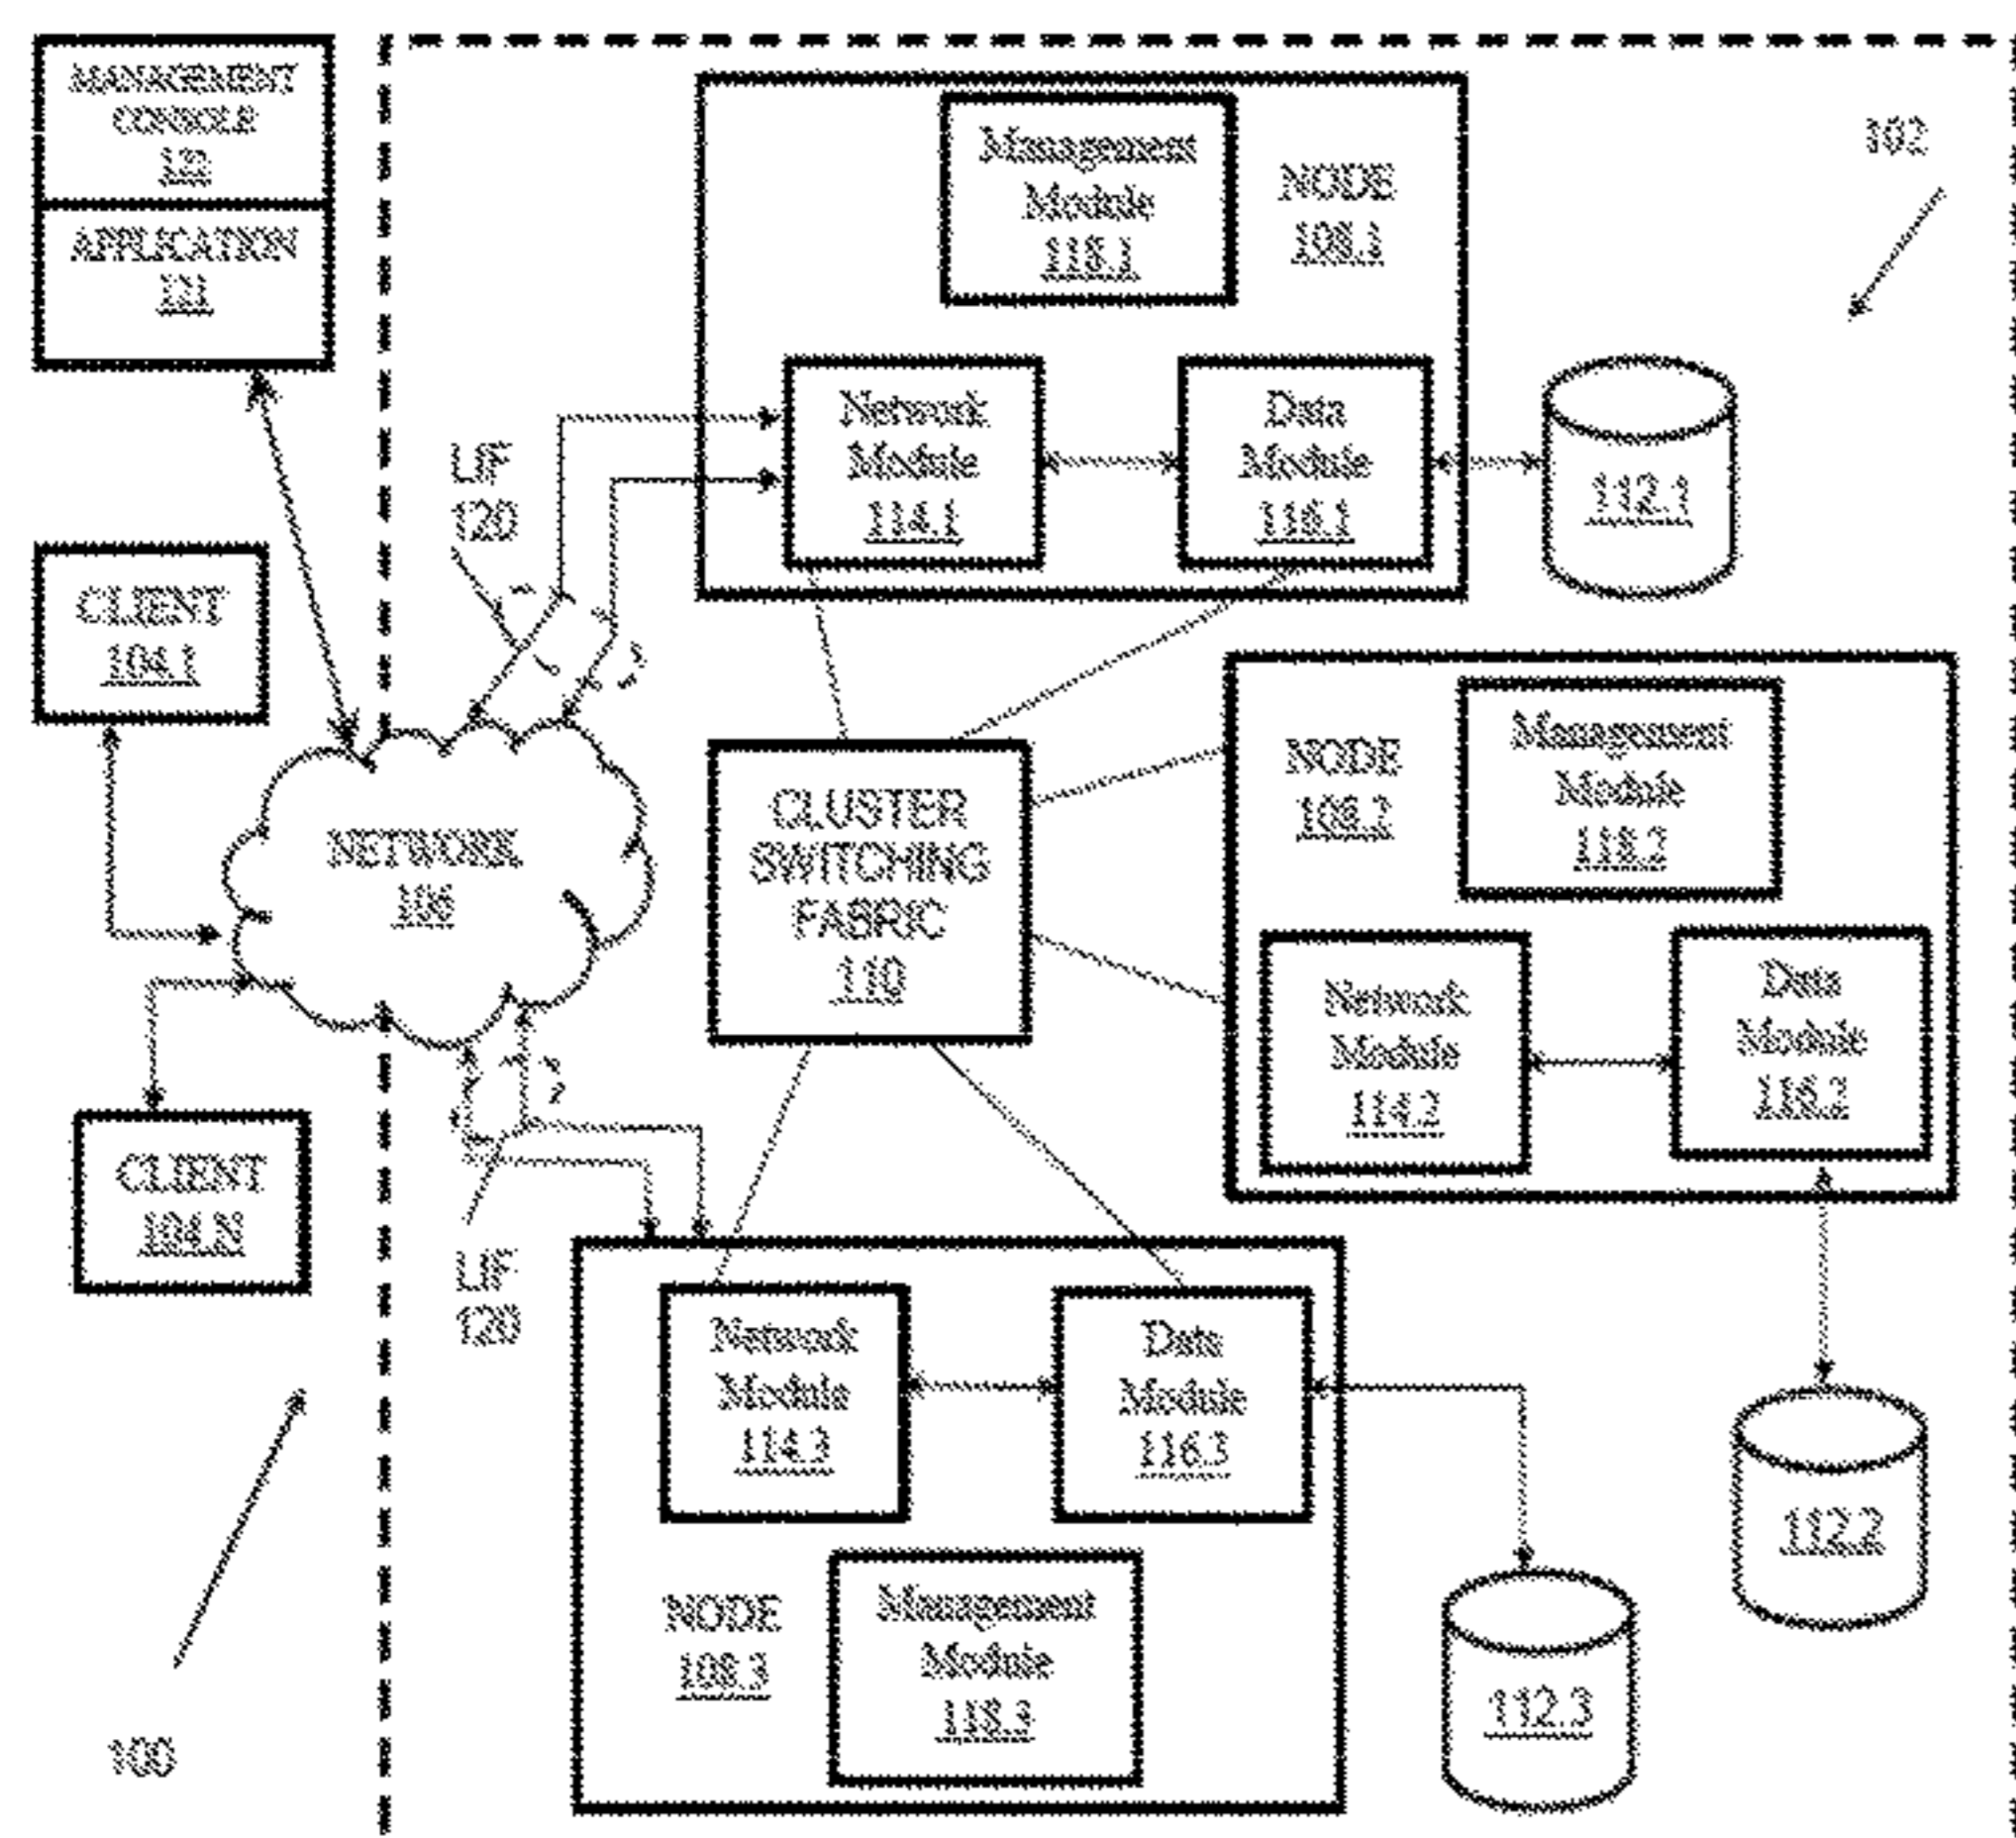 MANAGEMENT
CONSOLE
122
APPLICATION
121
102
Management
Module
118.1
NODE
108.1
Network
Module
114.1
Data
Module
116.1
112.1
LIF
120
CLIENT
104.1
NETWORK
106
CLUSTER
SWITCHING
FABRIC
110
NODE
108.2
Management
Module
118.2
Network
Module
114.2
Data
Module
116.2
CLIENT
104.N
LIF
120
Network
Module
114.3
Data
Module
116.3
112.2
NODE
108.3
Management
Module
118.3
112.3
100